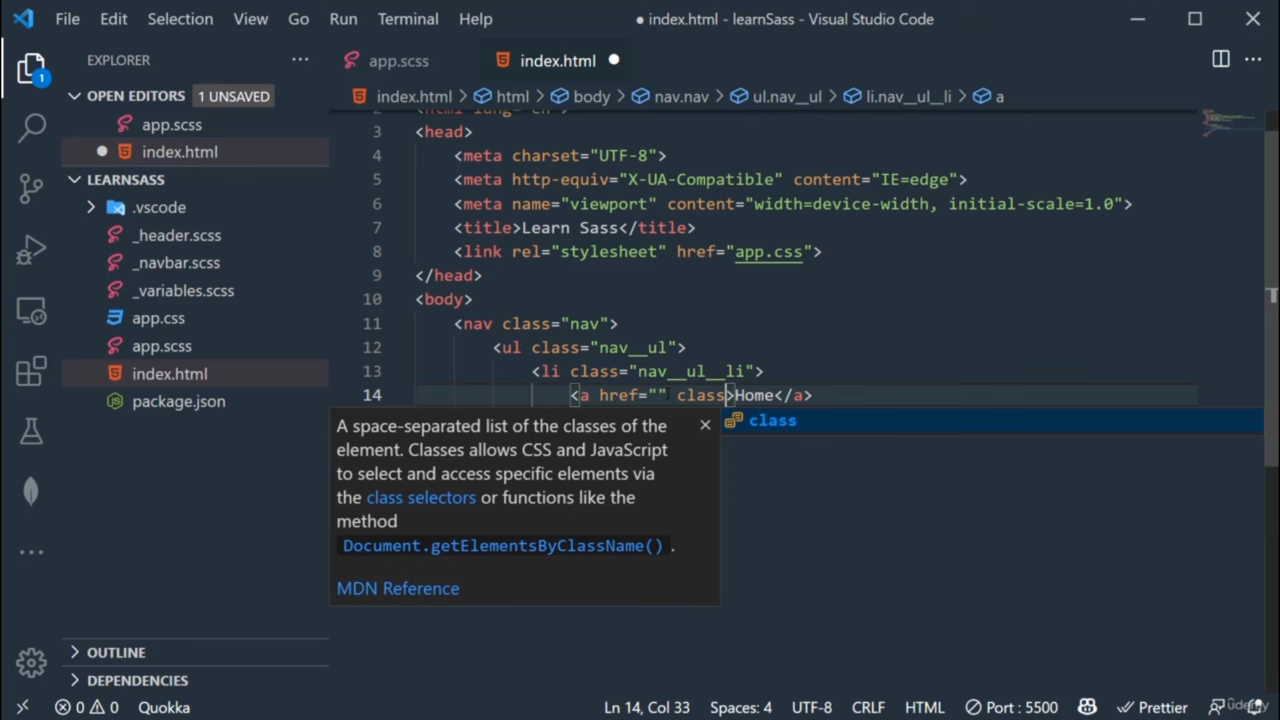 File Edit Selection View Go Run Terminal Help
● index.html - learnSass - Visual Studio Code
EXPLORER
1
OPEN EDITORS 1 UNSAVED
app.scss
index.html
LEARNSASS
.vscode
_header.scss
_navbar.scss
_variables.scss
app.css
app.scss
index.html
package.json
OUTLINE
DEPENDENCIES
app.scss index.html
index.html > html > body > nav.nav > ul.nav__ul > li.nav__ul__li > a
3 <head>
4 <meta charset="UTF-8">
5 <meta http-equiv="X-UA-Compatible" content="IE=edge">
6 <meta name="viewport" content="width=device-width, initial-scale=1.0">
7 <title>Learn Sass</title>
8 <link rel="stylesheet" href="app.css">
9 </head>
10 <body>
11 <nav class="nav">
12 <ul class="nav__ul">
13 <li class="nav__ul__li">
14 <a href="" class>Home</a>
class
A space-separated list of the classes of the
element. Classes allows CSS and JavaScript
to select and access specific elements via
the class selectors or functions like the
method
Document.getElementsByClassName() .
MDN Reference
0 0 Quokka Ln 14, Col 33 Spaces: 4 UTF-8 CRLF HTML Port : 5500 Prettier
udemy